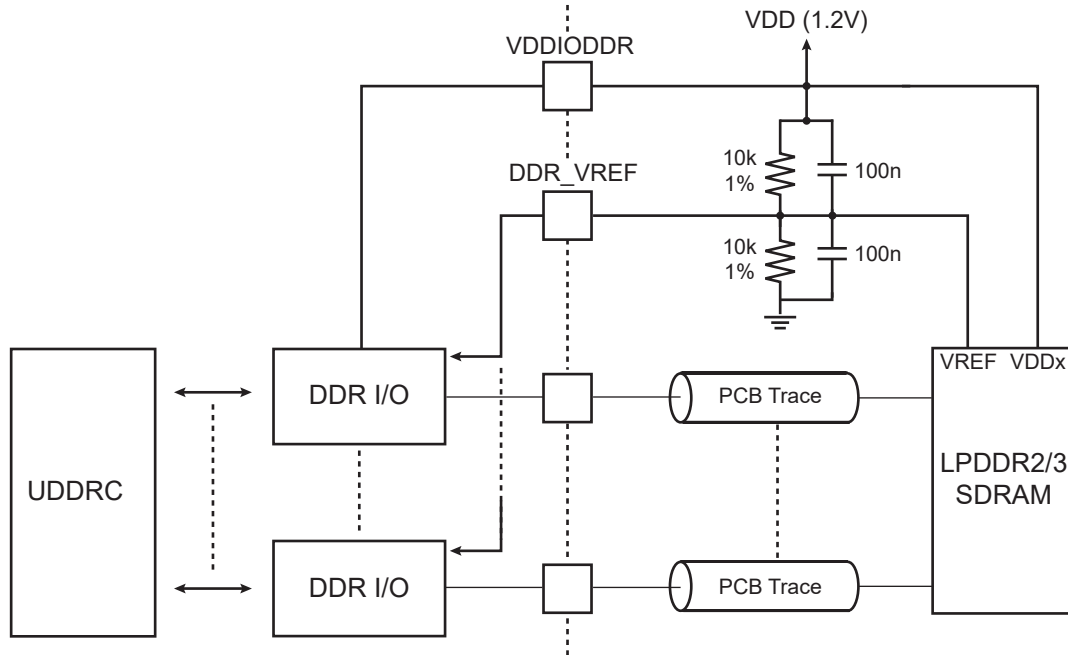 VDD (1.2V)
VDDIODDR
10k
1%
100n
DDR_VREF
10k
1%
100n
VREF VDDx
DDR I/O
PCB Trace
UDDRC
LPDDR2/3
SDRAM
DDR I/O
PCB Trace